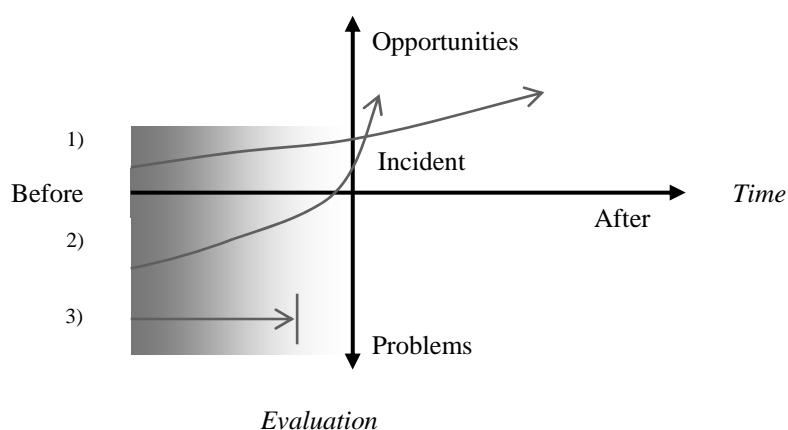 Opportunities
1)
Incident
Before
Time
After
2)
3)
Problems
Evaluation